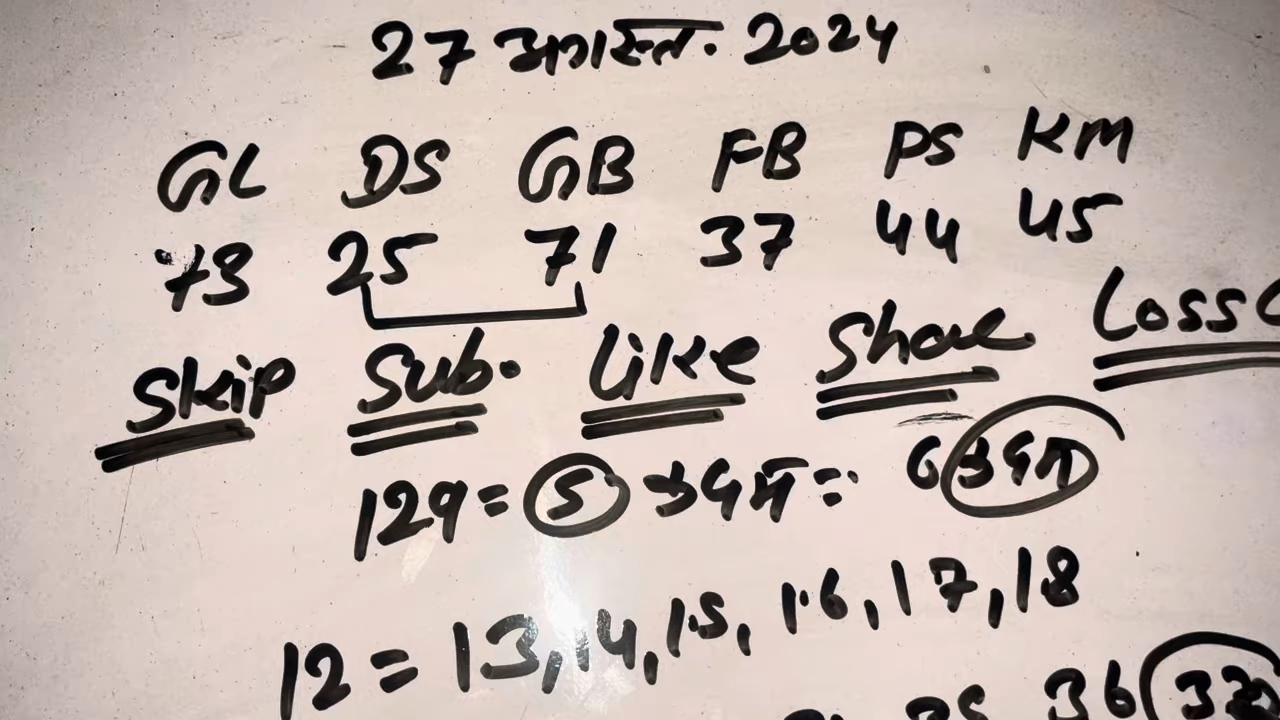 27 अगस्त. 2024
GL DS GB FB PS KM
73 25 71 37 44 45
Skip Sub. Like Share Loss
129 = 5
12 = 13, 14, 15, 16, 17, 18
36